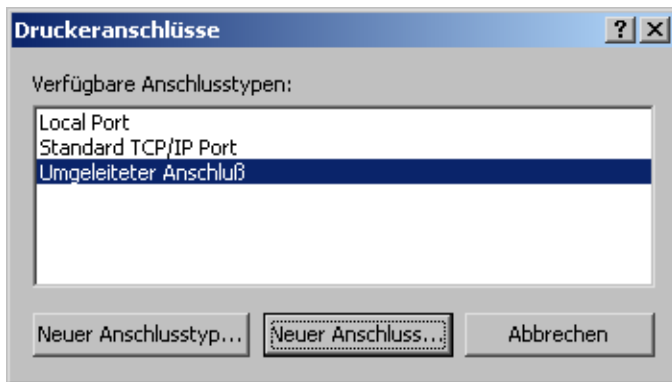 Druckeranschlüsse
Verfügbare Anschlusstypen:
Local Port
Standard TCP/IP Port
Umgeleiteter Anschluß
Neuer Anschlusstyp... Neuer Anschluss... Abbrechen